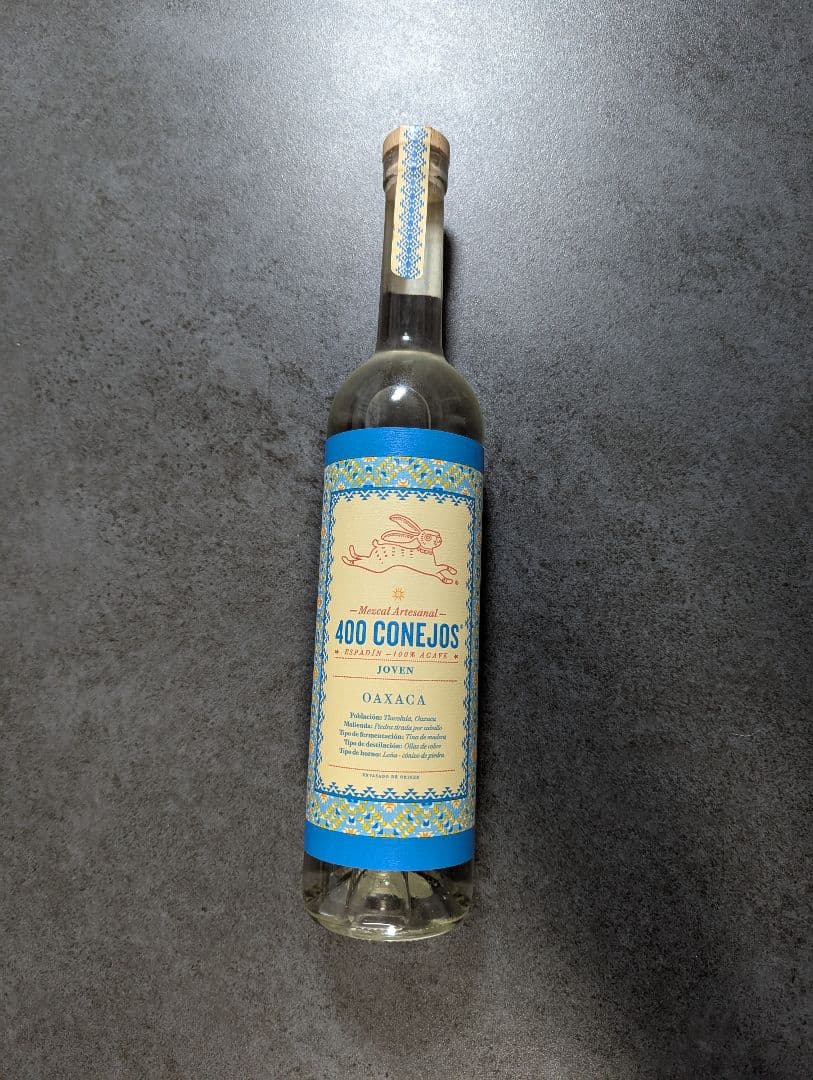 —Mezcal Artesanal—
400 CONEJOS®
ESPADÍN —100% AGAVE
JOVEN
OAXACA
Población: Tlacolula, Oaxaca
Molienda: Piedra tirada por caballo
Tipo de fermentación: Tina de madera
Tipo de destilación: Ollas de cobre
Tipo de horno: Leña - cónico de piedra
ENVASADO DE ORIGEN